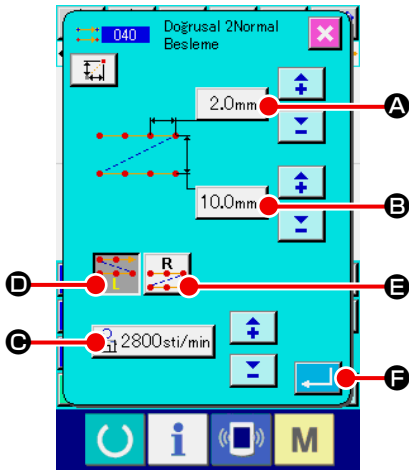 040 Doğrusal 2Normal
Besleme
2.0mm
A
10.0mm
B
R
L
D
E
C
2800sti/min
F
i
M